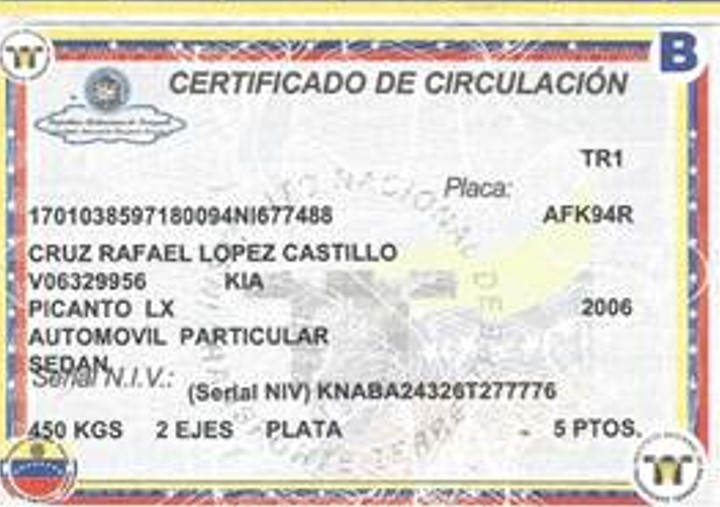 B
CERTIFICADO DE CIRCULACIÓN
TR1
Placa:
1701038597180094NI677488 AFK94R
CRUZ RAFAEL LOPEZ CASTILLO
V06329956 KIA
PICANTO LX 2006
AUTOMOVIL PARTICULAR
SEDAN
Serial N.I.V.:
(Serial NIV) KNABA24326T277776
450 KGS 2 EJES PLATA - 5 PTOS.